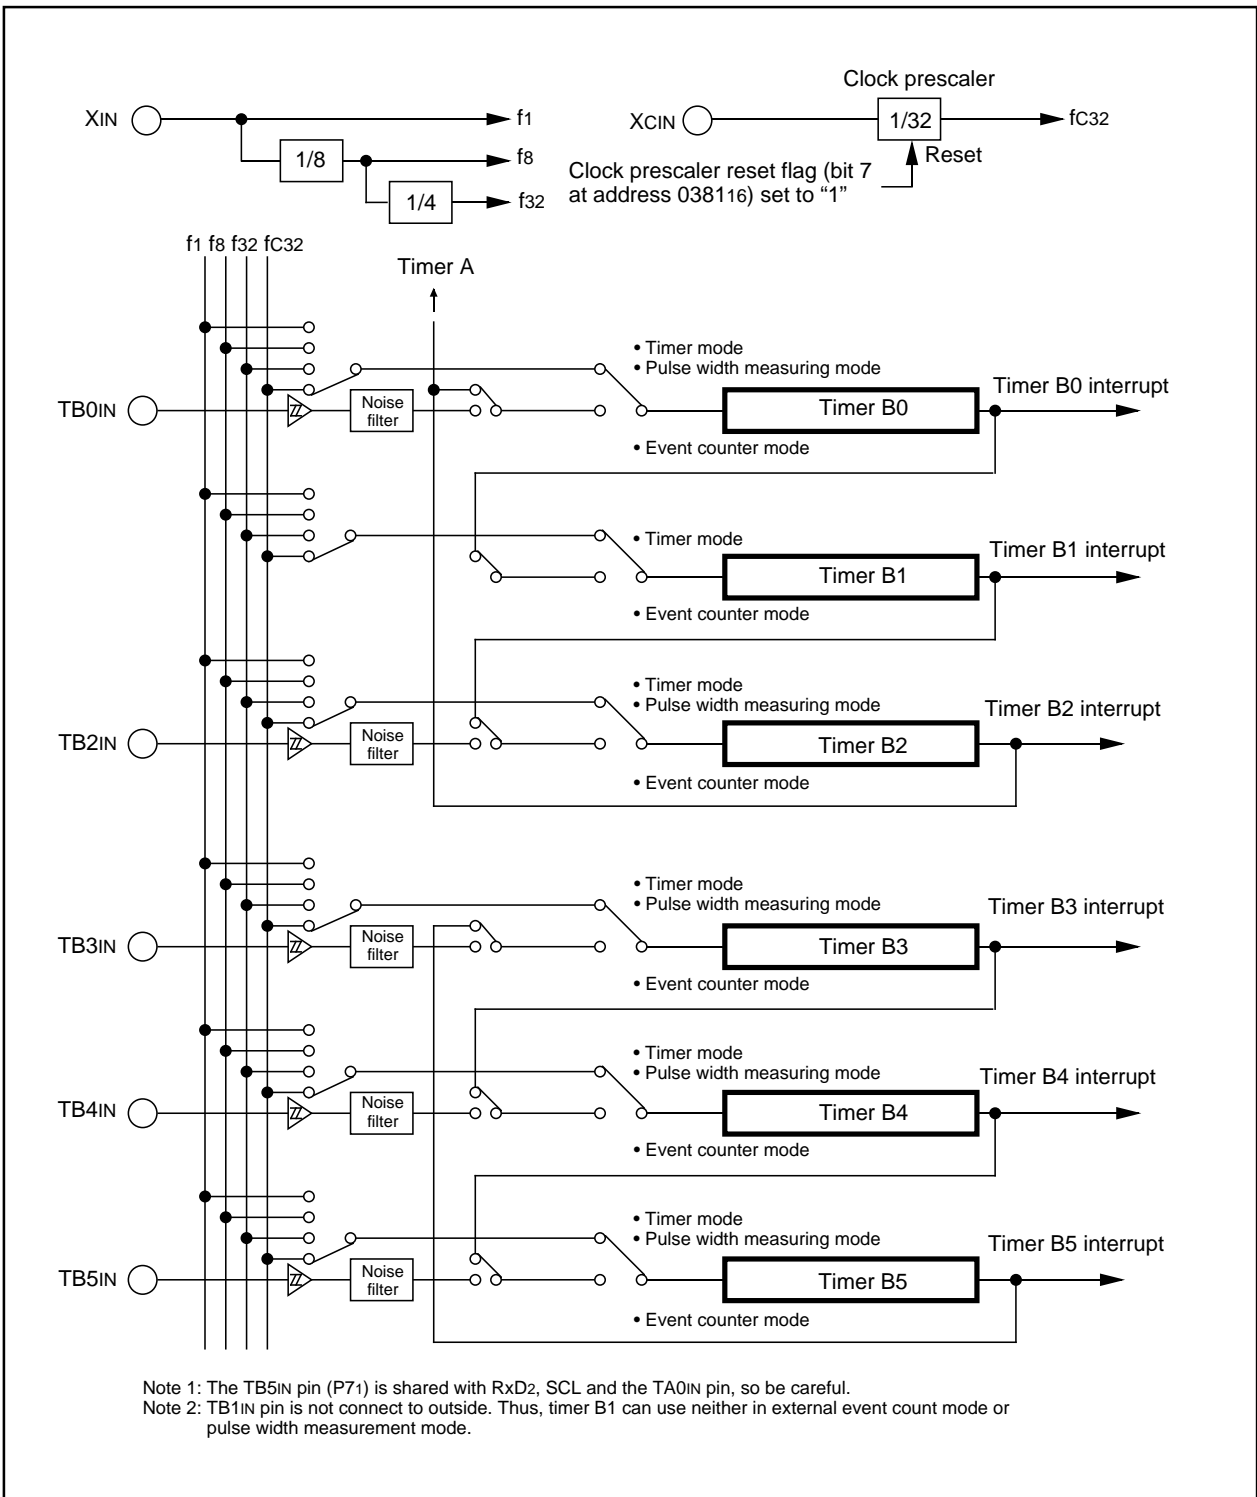 Clock prescaler
XIN
f1
XCIN
1/32
fC32
1/8
f8
Reset
Clock prescaler reset flag (bit 7
at address 038116) set to “1”
1/4
f32
f1 f8 f32 fC32
Timer A
• Timer mode
• Pulse width measuring mode
Timer B0 interrupt
TB0IN
Noise
filter
Timer B0
• Event counter mode
• Timer mode
Timer B1 interrupt
Timer B1
• Event counter mode
• Timer mode
• Pulse width measuring mode
Timer B2 interrupt
TB2IN
Noise
filter
Timer B2
• Event counter mode
• Timer mode
• Pulse width measuring mode
Timer B3 interrupt
TB3IN
Noise
filter
Timer B3
• Event counter mode
• Timer mode
• Pulse width measuring mode
Timer B4 interrupt
TB4IN
Noise
filter
Timer B4
• Event counter mode
• Timer mode
• Pulse width measuring mode
Timer B5 interrupt
TB5IN
Noise
filter
Timer B5
• Event counter mode
Note 1: The TB5IN pin (P71) is shared with RxD2, SCL and the TA0IN pin, so be careful.
Note 2: TB1IN pin is not connect to outside. Thus, timer B1 can use neither in external event count mode or
pulse width measurement mode.